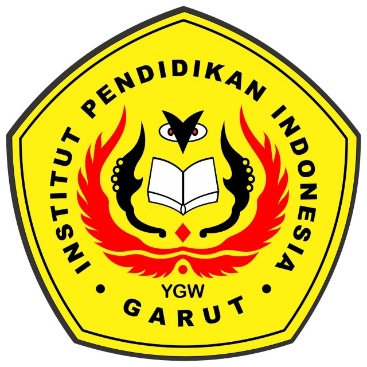 INSTITUT PENDIDIKAN INDONESIA
YGW
• GARUT •